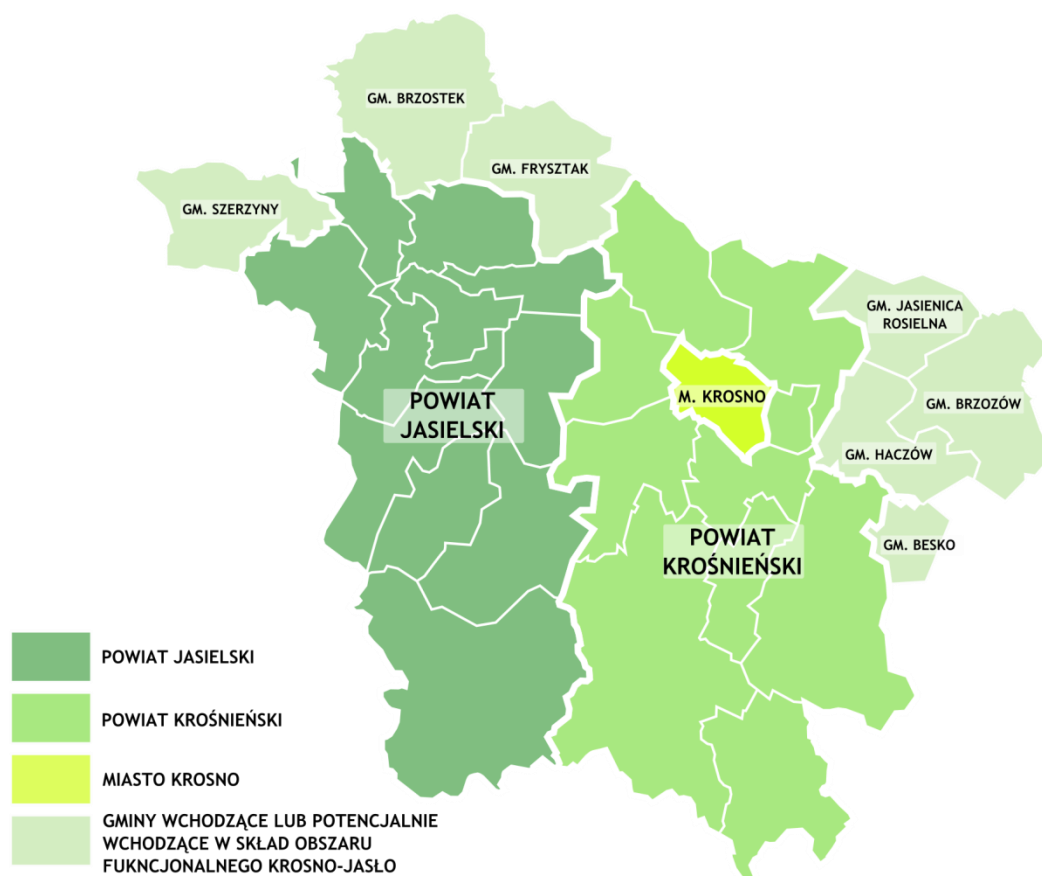 GM. BRZOSTEK
GM. FRYSZTAK
GM. SZERZYNY
GM. JASIENICA
ROSIELNA
M. KROSNO
GM. BRZOZÓW
POWIAT
JASIELSKI
GM. HACZÓW
POWIAT
KROŚNIEŃSKI
GM. BESKO
POWIAT JASIELSKI
POWIAT KROŚNIEŃSKI
MIASTO KROSNO
GMINY WCHODZĄCE LUB POTENCJALNIE
WCHODZĄCE W SKŁAD OBSZARU
FUKNCJONALNEGO KROSNO-JASŁO